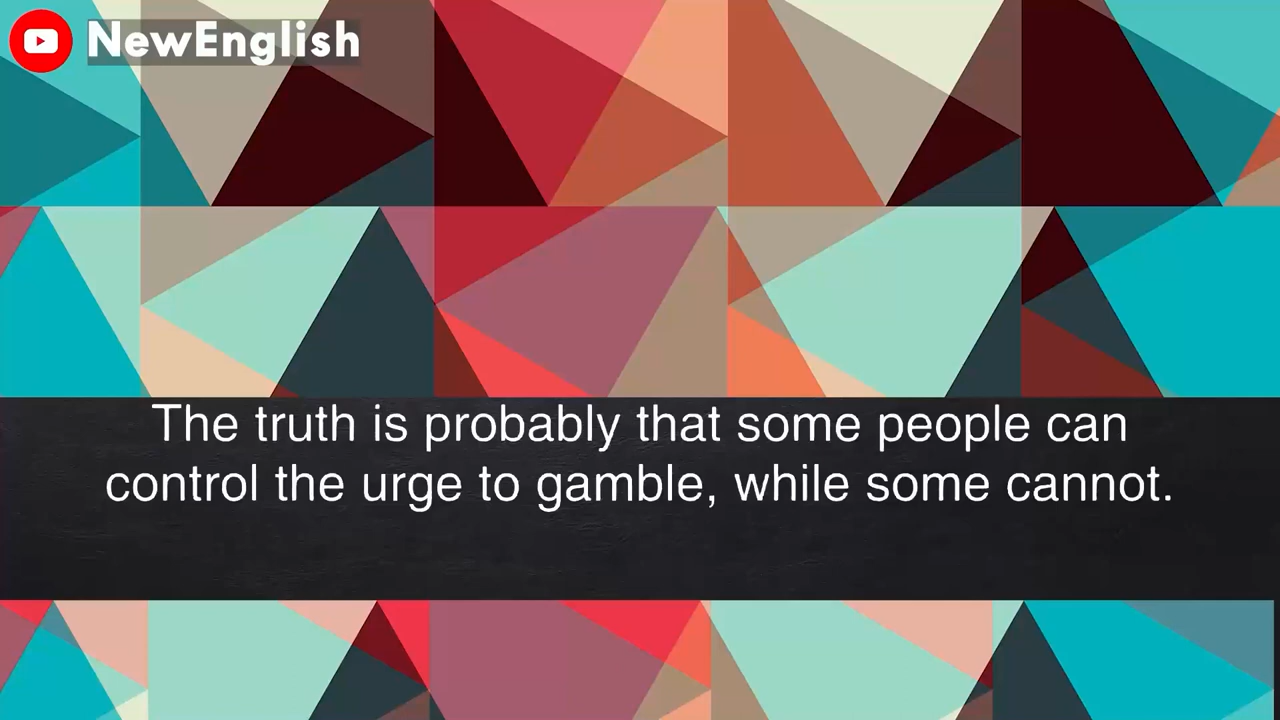 NewEnglish
The truth is probably that some people can
control the urge to gamble, while some cannot.